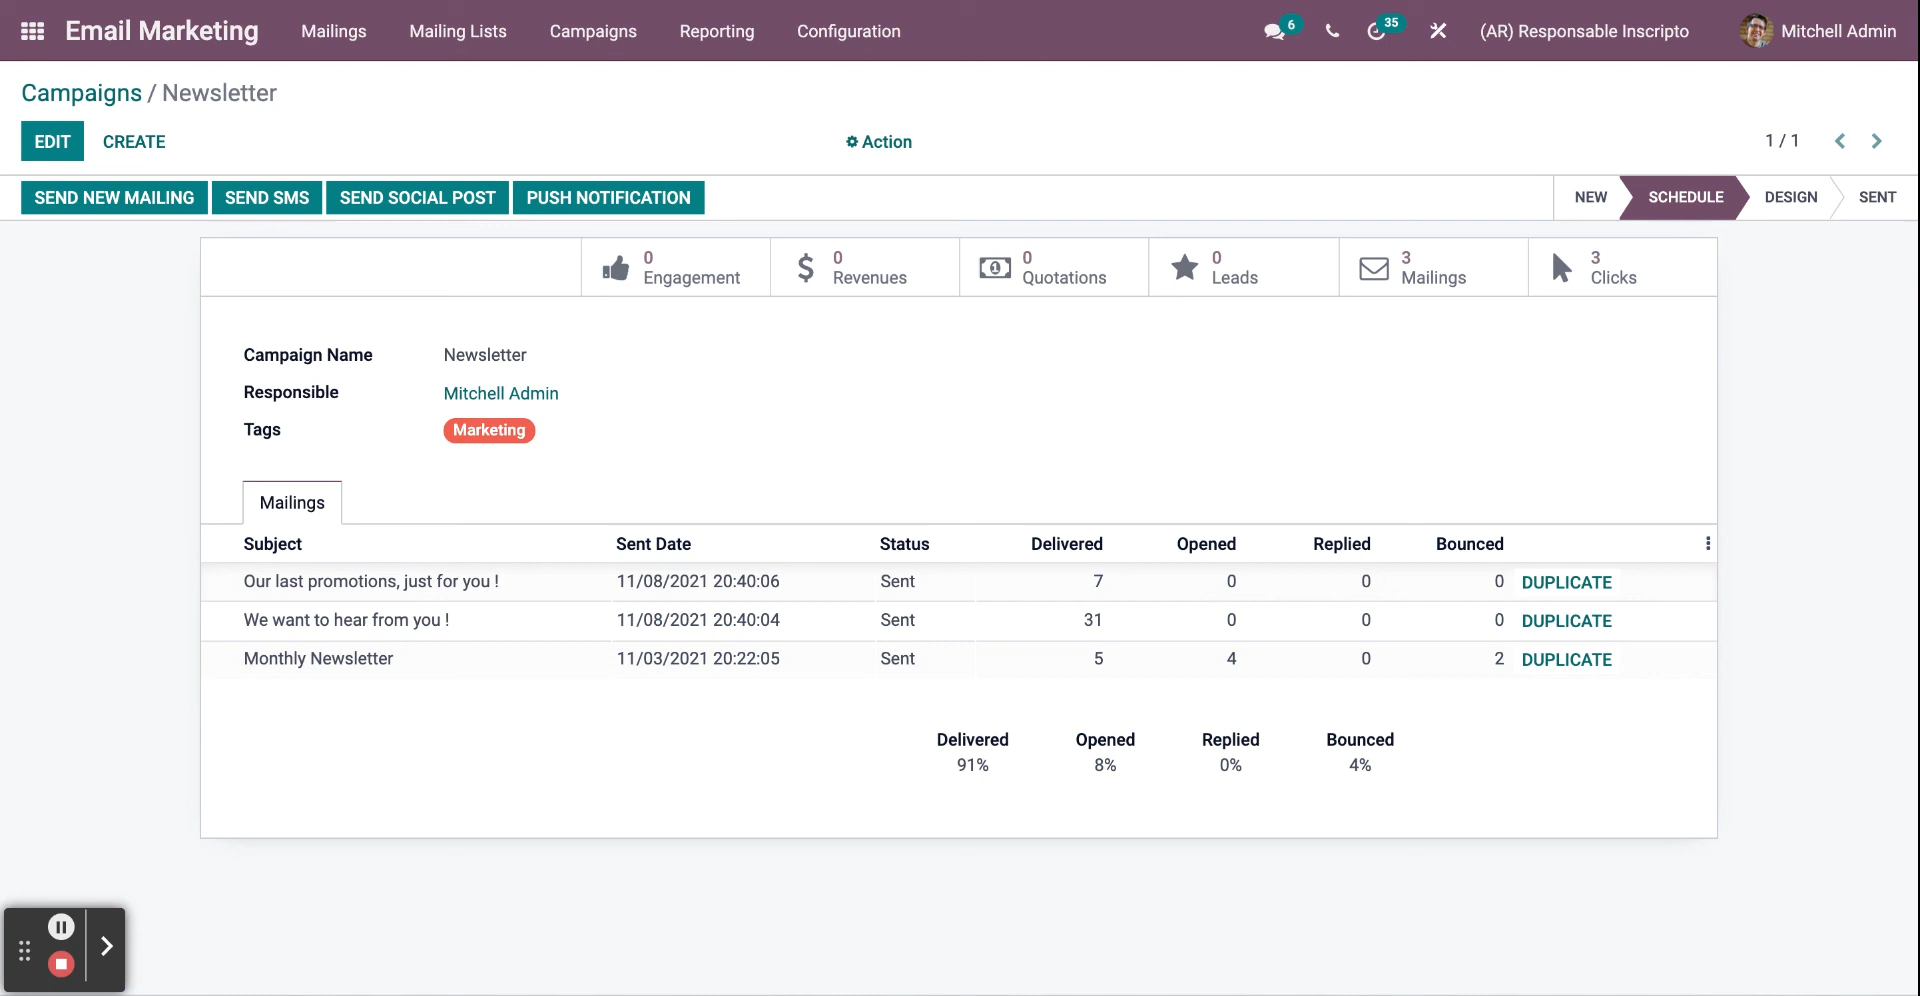 Email Marketing Mailings Mailing Lists Campaigns Reporting Configuration 6 35 (AR) Responsable Inscripto Mitchell Admin
Campaigns / Newsletter
EDIT CREATE Action 1 / 1
SEND NEW MAILING SEND SMS SEND SOCIAL POST PUSH NOTIFICATION NEW SCHEDULE DESIGN SENT
0 0 0 0 3 3
Engagement Revenues Quotations Leads Mailings Clicks
Campaign Name Newsletter
Responsible Mitchell Admin
Tags Marketing
Mailings
Subject Sent Date Status Delivered Opened Replied Bounced
Our last promotions, just for you ! 11/08/2021 20:40:06 Sent 7 0 0 0 DUPLICATE
We want to hear from you ! 11/08/2021 20:40:04 Sent 31 0 0 0 DUPLICATE
Monthly Newsletter 11/03/2021 20:22:05 Sent 5 4 0 2 DUPLICATE
Delivered Opened Replied Bounced
91% 8% 0% 4%